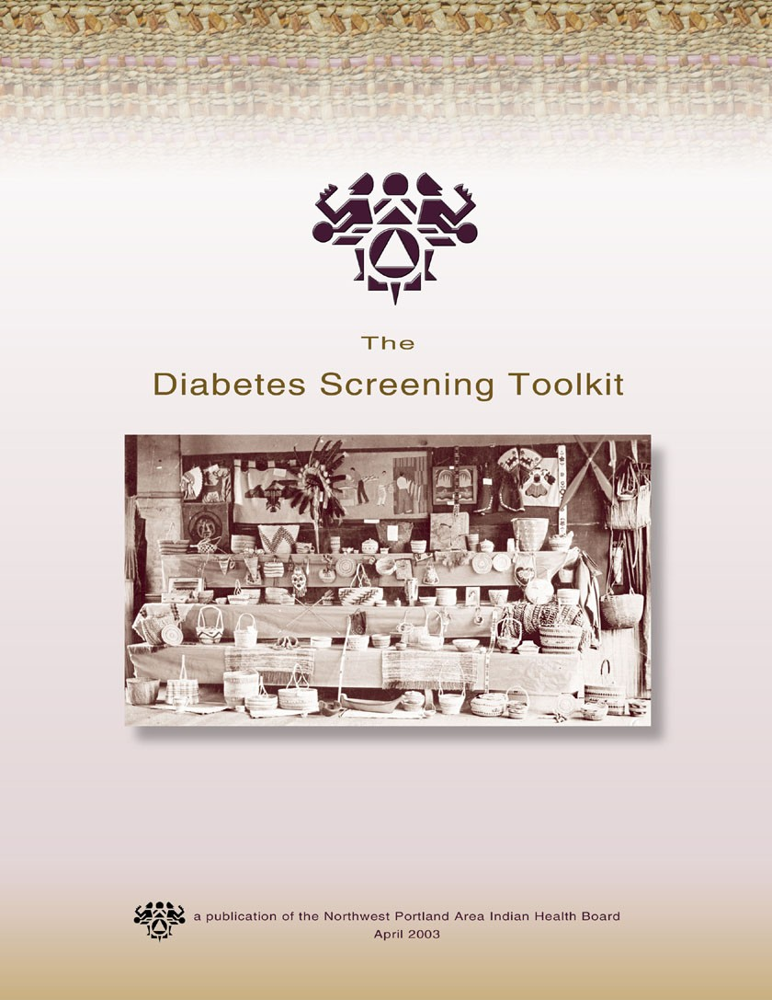 The
Diabetes Screening Toolkit
a publication of the Northwest Portland Area Indian Health Board
April 2003